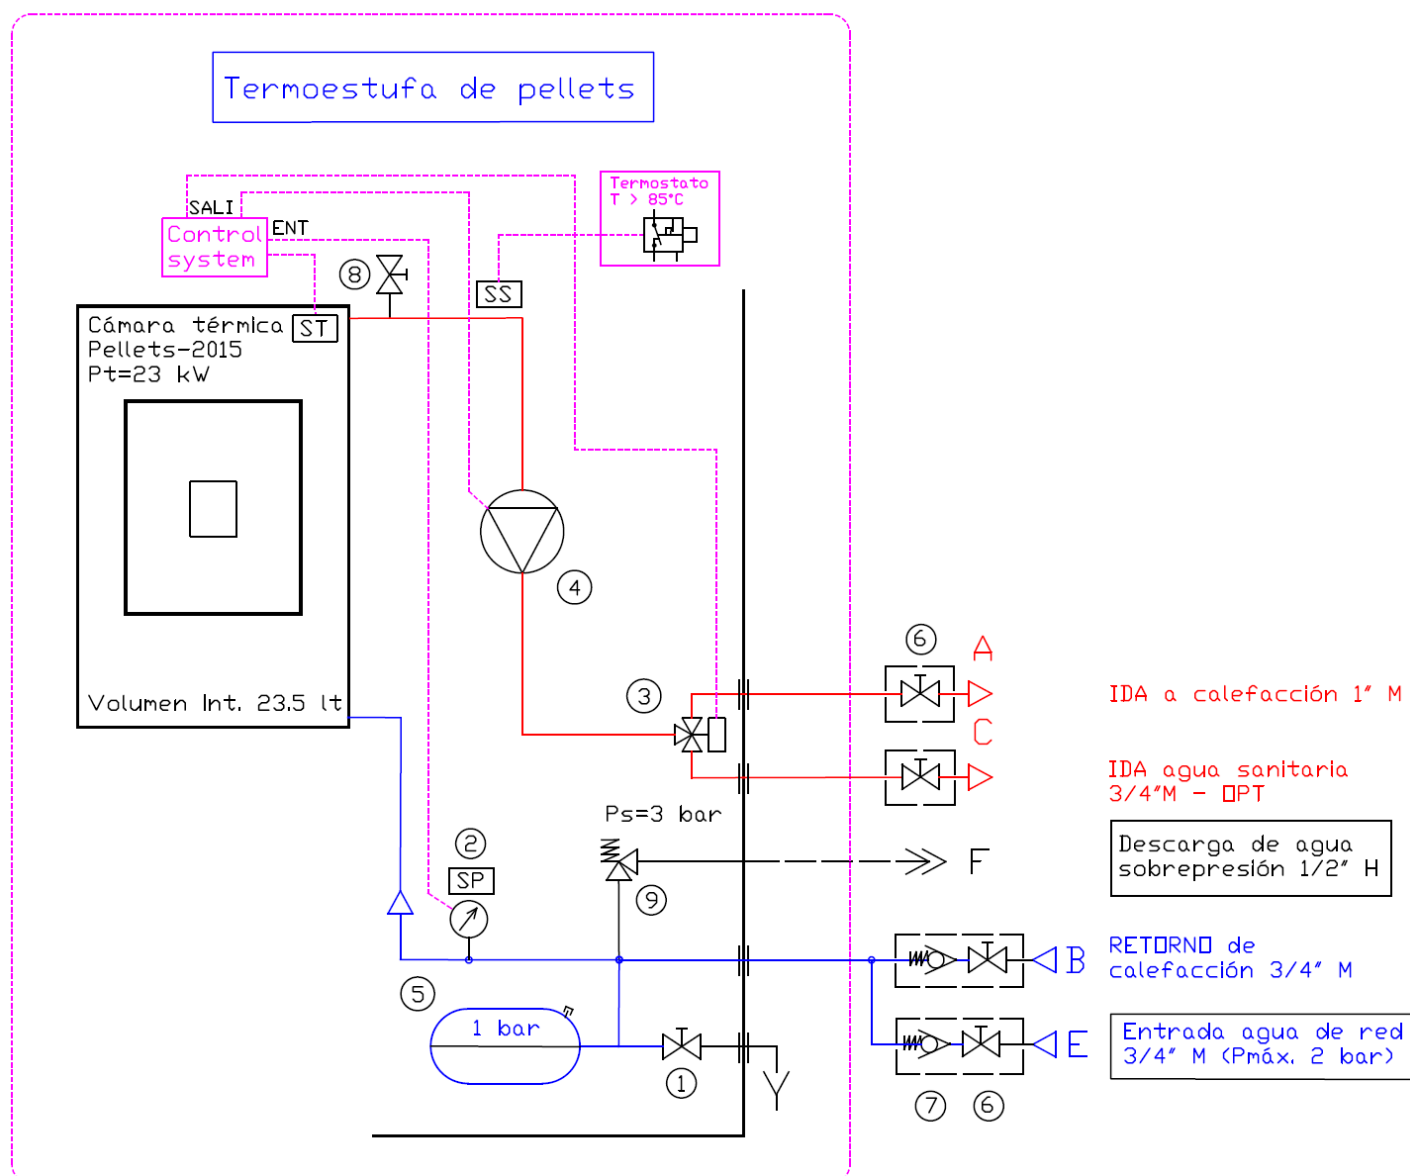 Termoestufa de pellets
Termostato
T > 85°C
SALI
Control
system
ENT
8
SS
Cámara térmica
ST
Pellets-2015
Pt=23 kW
4
6
A
3
IDA a calefacción 1" M
Volumen Int. 23.5 lt
C
IDA agua sanitaria
3/4"M - OPT
Ps=3 bar
2
SP
F
Descarga de agua
sobrepresión 1/2" H
9
B
RETORNO de
calefacción 3/4" M
5
1 bar
E
Entrada agua de red
3/4" M (Pmáx. 2 bar)
1
7
6